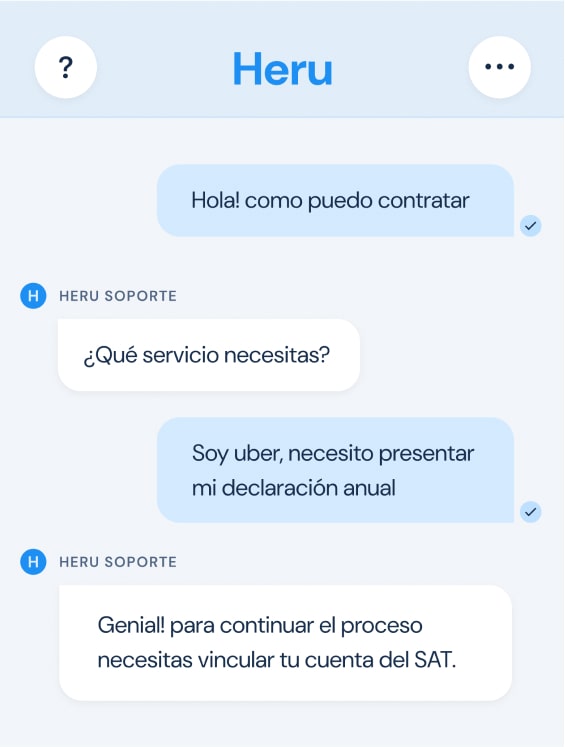 ?
Heru
...
Hola! como puedo contratar
H HERU SOPORTE
¿Qué servicio necesitas?
Soy uber, necesito presentar
mi declaración anual
H HERU SOPORTE
Genial! para continuar el proceso
necesitas vincular tu cuenta del SAT.